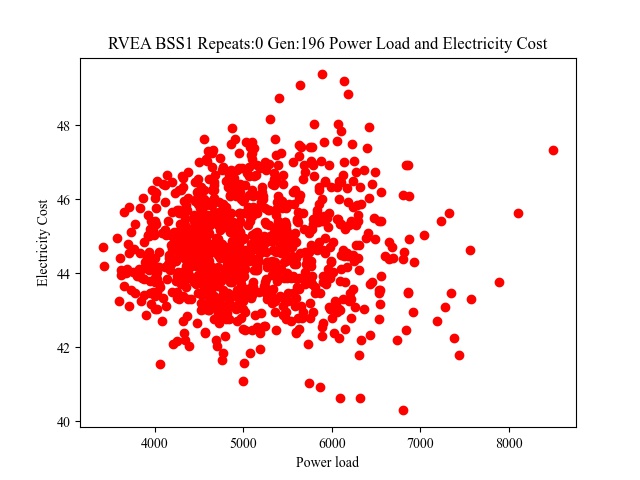 RVEA BSS1 Repeats:0 Gen:196 Power Load and Electricity Cost
Electricity Cost
48
46
44
42
40
4000 5000 6000 7000 8000
Power load